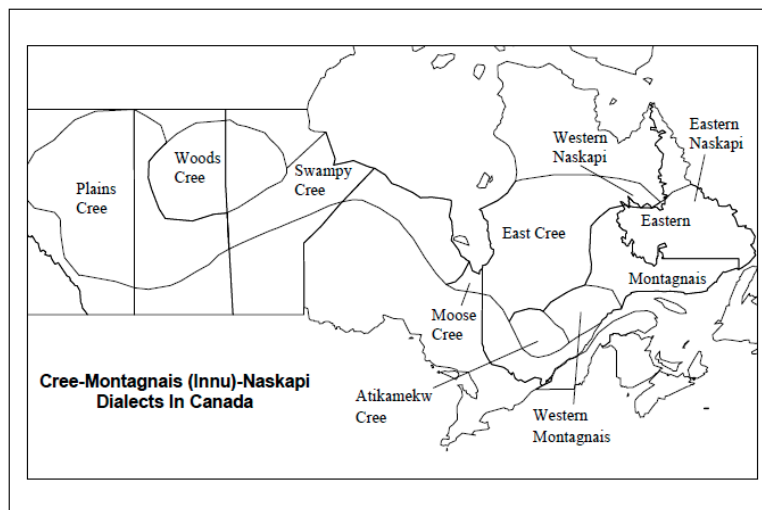 Eastern
Naskapi
Western
Naskapi
Woods
Cree
Swampy
Cree
Plains
Cree
East Cree
Eastern
Montagnais
Moose
Cree
Cree-Montagnais (Innu)-Naskapi
Dialects In Canada
Atikamekw
Cree
Western
Montagnais